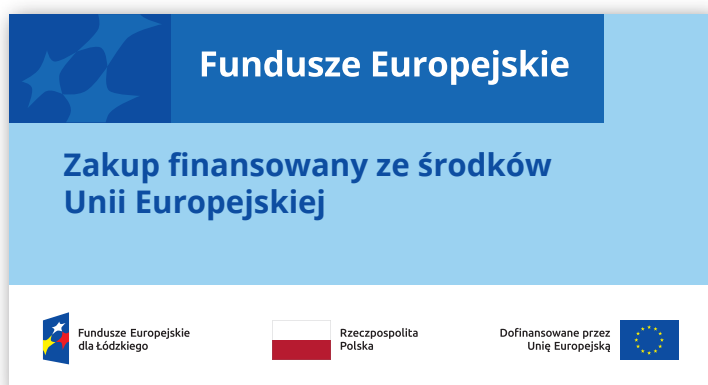 Fundusze Europejskie
Zakup finansowany ze środków
Unii Europejskiej
Fundusze Europejskie
dla Łódzkiego
Rzeczpospolita
Polska
Dofinansowane przez
Unię Europejską